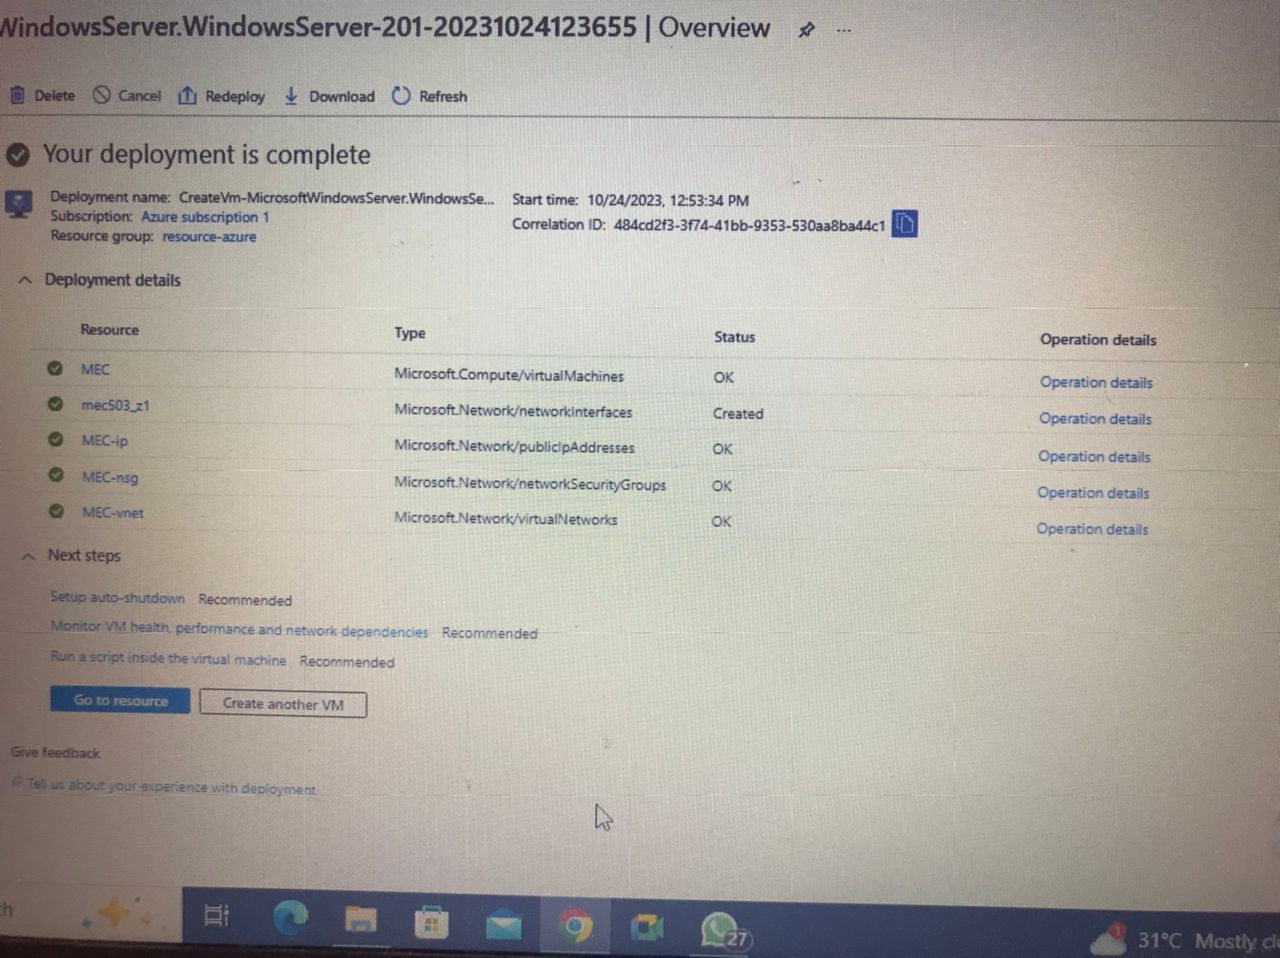 WindowsServer.WindowsServer-201-20231024123655 | Overview ...
Delete Cancel Redeploy Download Refresh
Your deployment is complete
Deployment name: CreateVm-MicrosoftWindowsServer.WindowsSe... Start time: 10/24/2023, 12:53:34 PM
Subscription: Azure subscription 1 Correlation ID: 484cd2f3-3f74-41bb-9353-530aa8ba44c1
Resource group: resource-azure
Deployment details
Resource Type Status Operation details
MEC Microsoft.Compute/virtualMachines OK Operation details
mec503_z1 Microsoft.Network/networkInterfaces Created Operation details
MEC-ip Microsoft.Network/publicIpAddresses OK Operation details
MEC-nsg Microsoft.Network/networkSecurityGroups OK Operation details
MEC-vnet Microsoft.Network/virtualNetworks OK Operation details
Next steps
Setup auto-shutdown Recommended
Monitor VM health, performance and network dependencies Recommended
Run a script inside the virtual machine Recommended
Go to resource Create another VM
Give feedback
Tell us about your experience with deployment
27 1 31°C Mostly